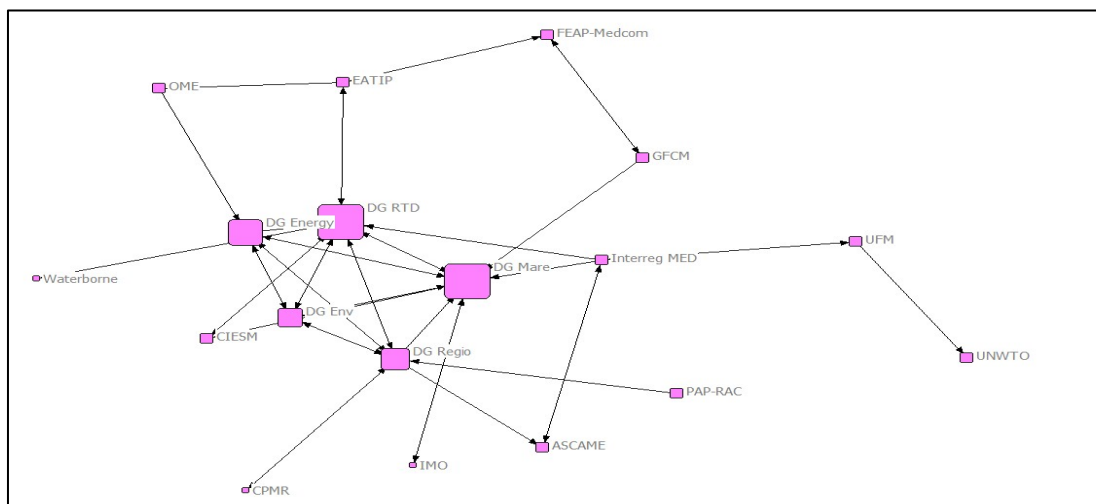 FEAP-Medcom
EATIP
OME
GFCM
DG RTD
DG Energy
UFM
DG Mare
Interreg MED
Waterborne
DG Env
CIESM
DG Regio
UNWTO
PAP-RAC
ASCAME
IMO
CPMR